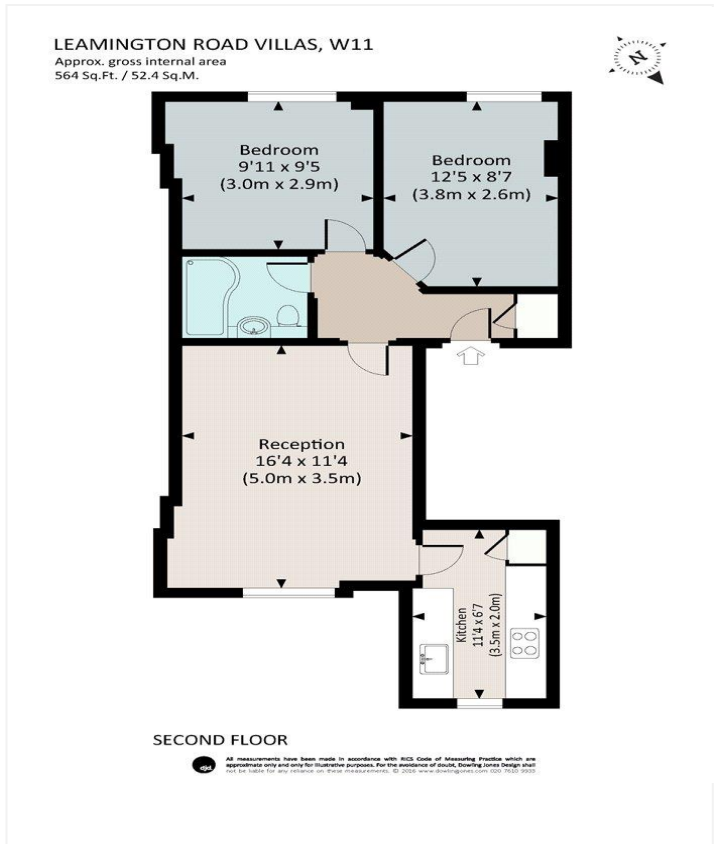 LEAMINGTON ROAD VILLAS, W11
Approx. gross internal area
564 Sq.Ft. / 52.4 Sq.M.
N
Bedroom
9'11 x 9'5
(3.0m x 2.9m)
Bedroom
12'5 x 8'7
(3.8m x 2.6m)
Reception
16'4 x 11'4
(5.0m x 3.5m)
Kitchen
11'4 x 6'7
(3.5m x 2.0m)
SECOND FLOOR
djd
All measurements have been made in accordance with RICS Code of Measuring Practice which are
approximate only and only for illustrative purposes. For the avoidance of doubt, Dowling Jones Design shall
not be liable for any reliance on these measurements. © 2016 www.dowlingjones.com 020 7610 9933